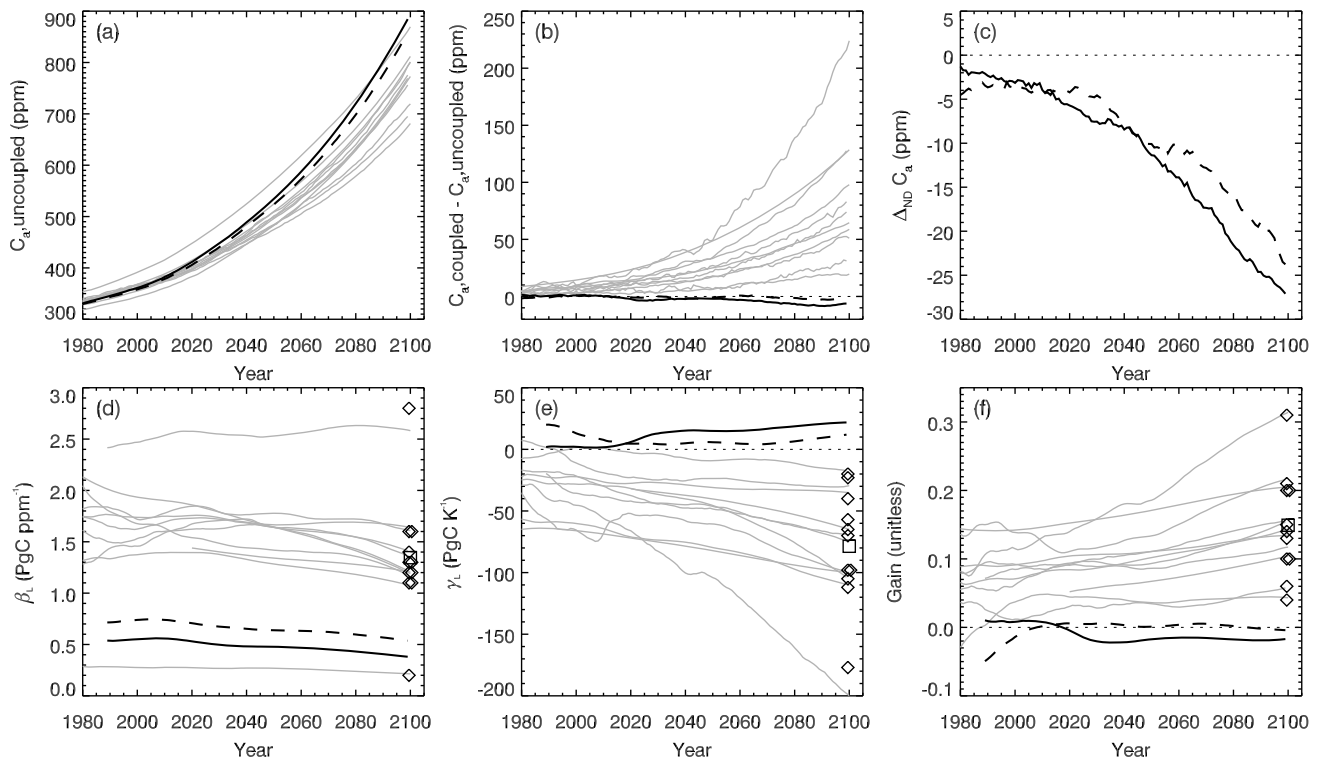 (a)
C_a,uncoupled (ppm)
900
800
700
600
500
400
300
1980 2000 2020 2040 2060 2080 2100
Year
(b)
C_a,coupled - C_a,uncoupled (ppm)
250
200
150
100
50
0
1980 2000 2020 2040 2060 2080 2100
Year
(c)
Δ_ND C_a (ppm)
5
0
-5
-10
-15
-20
-25
-30
1980 2000 2020 2040 2060 2080 2100
Year
(d)
β_L (PgC ppm⁻¹)
3.0
2.5
2.0
1.5
1.0
0.5
0.0
1980 2000 2020 2040 2060 2080 2100
Year
(e)
γ_L (PgC K⁻¹)
50
0
-50
-100
-150
-200
1980 2000 2020 2040 2060 2080 2100
Year
(f)
Gain (unitless)
0.3
0.2
0.1
0.0
-0.1
1980 2000 2020 2040 2060 2080 2100
Year